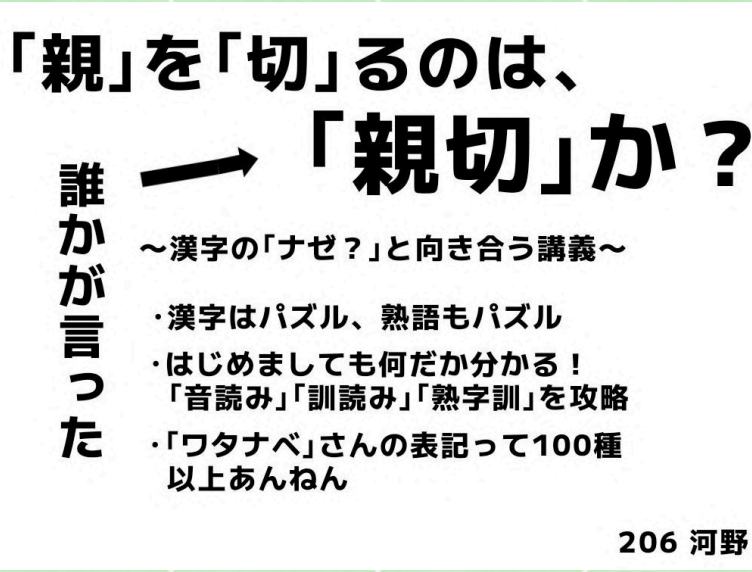 「親」を「切」るのは、
「親切」か？
誰かが言った
～漢字の「ナゼ？」と向き合う講義～
・漢字はパズル、熟語もパズル
・はじめましても何だか分かる！
「音読み」「訓読み」「熟字訓」を攻略
・「ワタナベ」さんの表記って100種
以上あんねん
206 河野